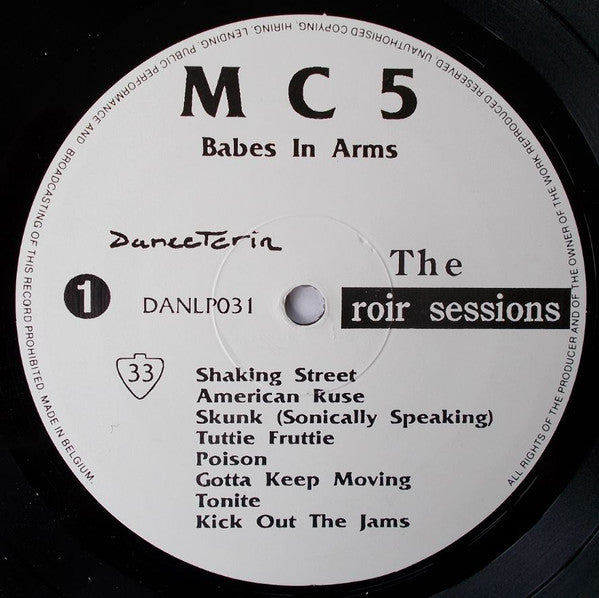 M C 5
Babes In Arms
Danceteria
The
roir sessions
1
DANLP031
33
Shaking Street
American Ruse
Skunk (Sonically Speaking)
Tuttie Fruttie
Poison
Gotta Keep Moving
Tonite
Kick Out The Jams
ALL RIGHTS OF THE PRODUCER AND OF THE OWNER OF THE WORK REPRODUCED RESERVED. UNAUTHORISED COPYING, HIRING, LENDING, PUBLIC PERFORMANCE AND BROADCASTING OF THIS RECORD PROHIBITED. MADE IN BELGIUM.